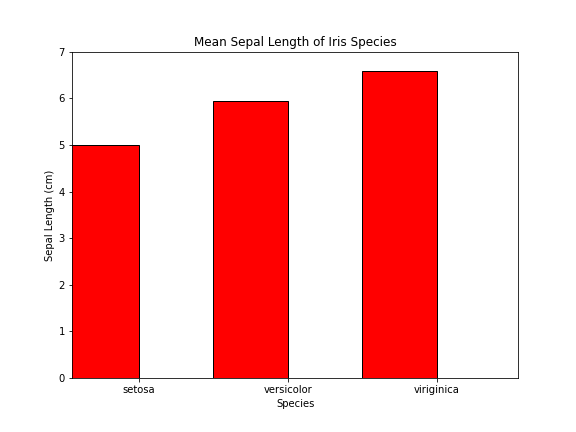 Mean Sepal Length of Iris Species
7
6
5
4
3
2
1
0
Sepal Length (cm)
setosa versicolor viriginica
Species